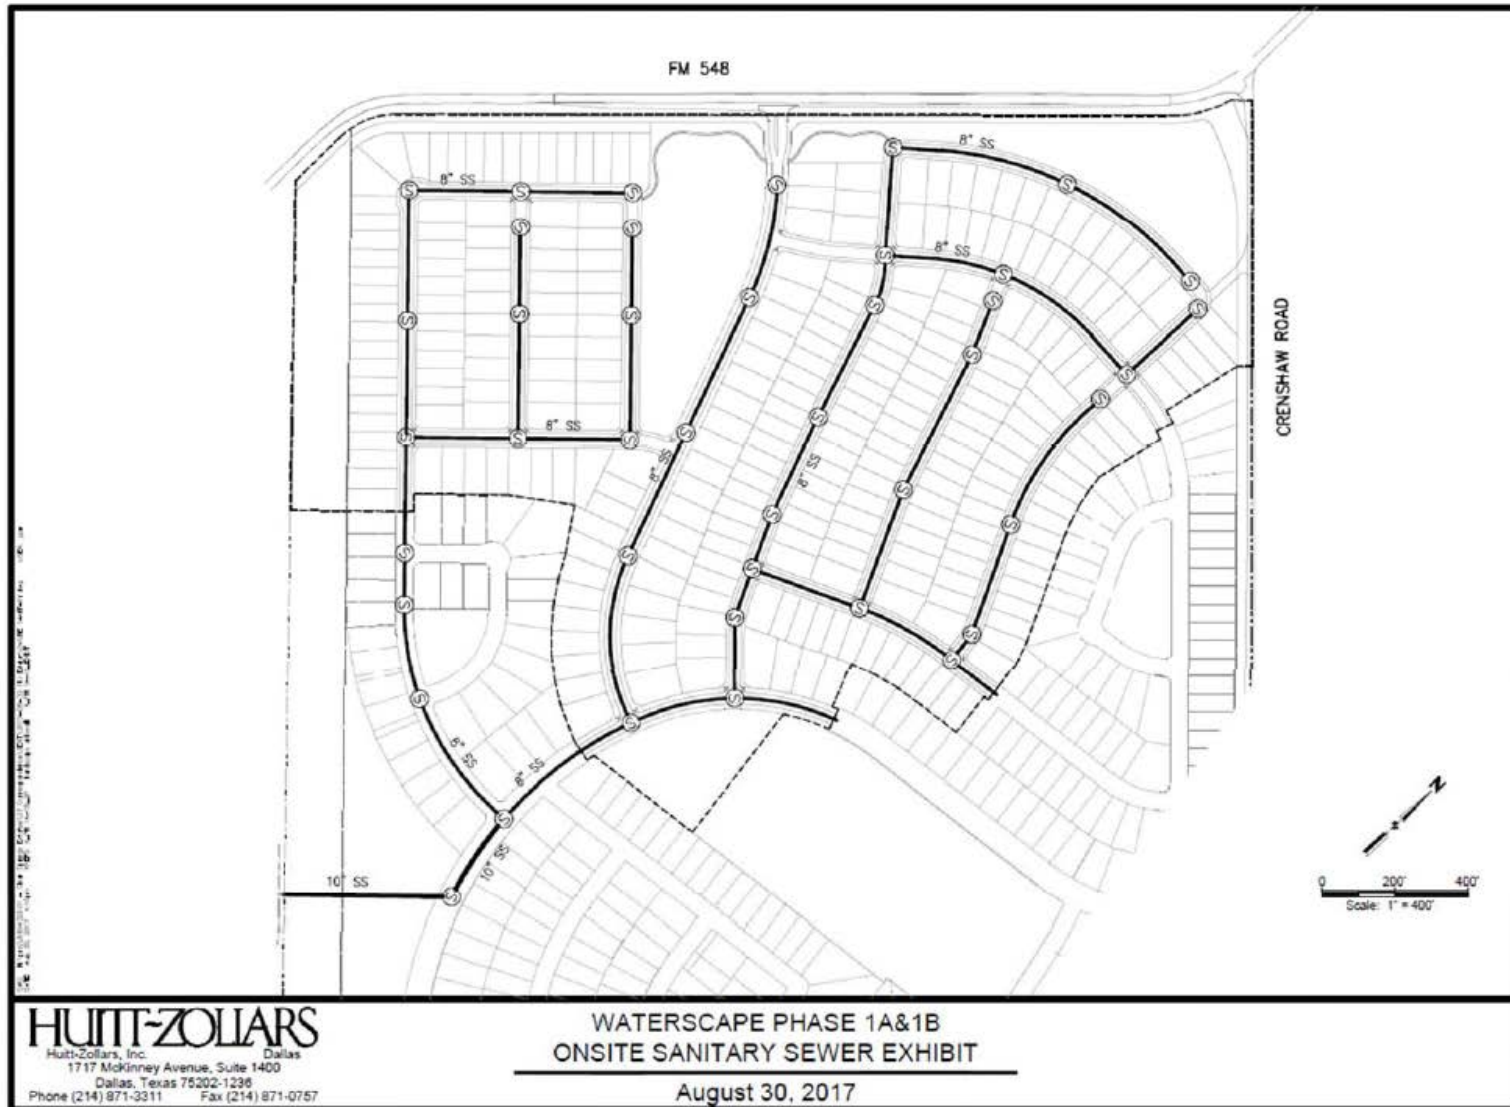 FM 548
8" SS
8" SS
8" SS
8" SS
8" SS
8" SS
CRENSHAW ROAD
8" SS
8" SS
10" SS
10" SS
N
0 200' 400'
Scale: 1" = 400'
HUITT-ZOLLARS
Huitt-Zollars, Inc. Dallas
1717 McKinney Avenue, Suite 1400
Dallas, Texas 75202-1236
Phone (214) 871-3311 Fax (214) 871-0757
WATERSCAPE PHASE 1A&1B
ONSITE SANITARY SEWER EXHIBIT
August 30, 2017